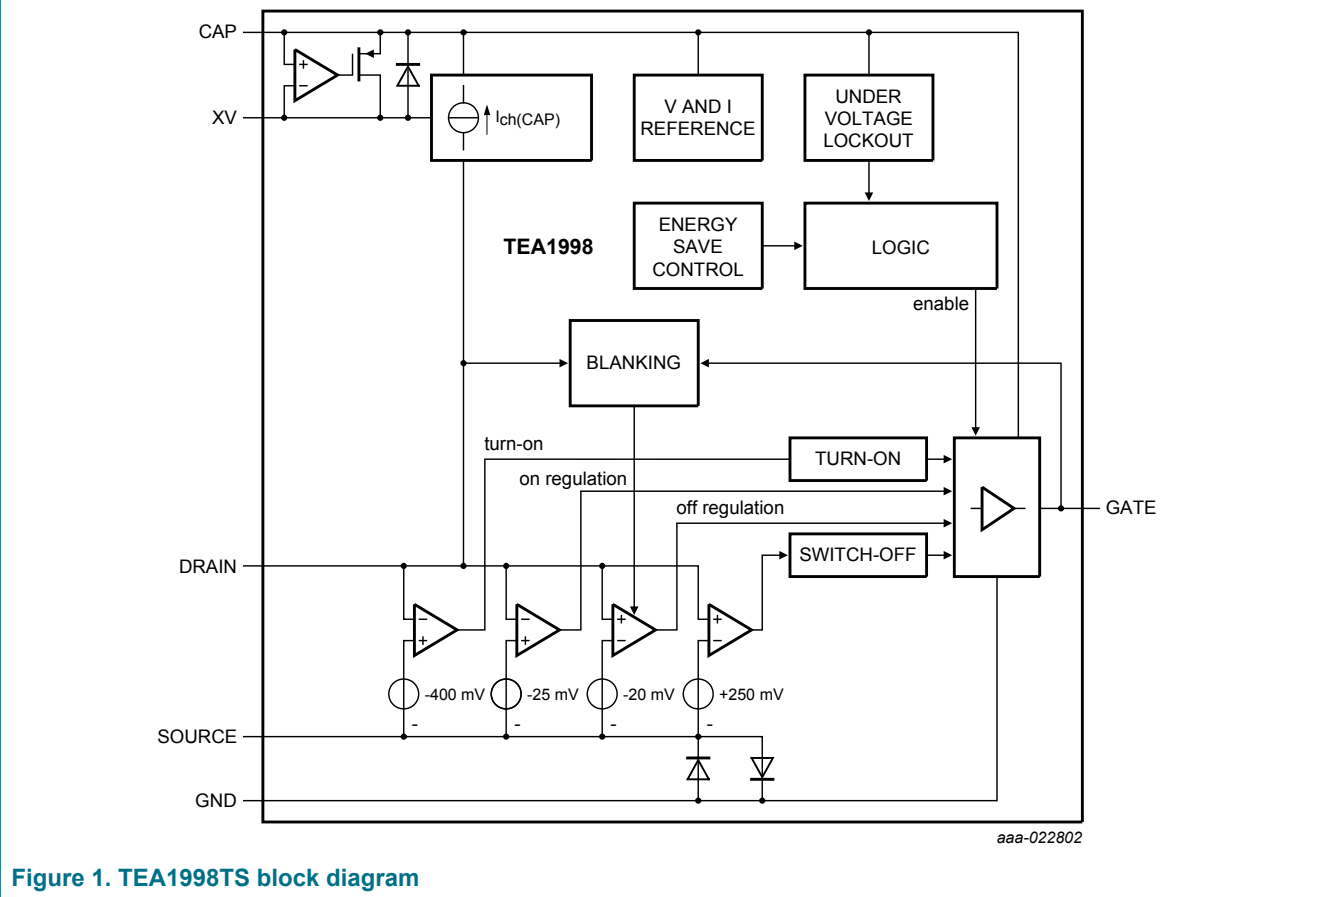 CAP
+
−
XV
Ich(CAP)
V AND I
REFERENCE
UNDER
VOLTAGE
LOCKOUT
TEA1998
ENERGY
SAVE
CONTROL
LOGIC
enable
BLANKING
turn-on
TURN-ON
on regulation
off regulation
GATE
SWITCH-OFF
DRAIN
− − + +
+ + − −
-400 mV -25 mV -20 mV +250 mV
- - - -
SOURCE
GND
aaa-022802
Figure 1. TEA1998TS block diagram